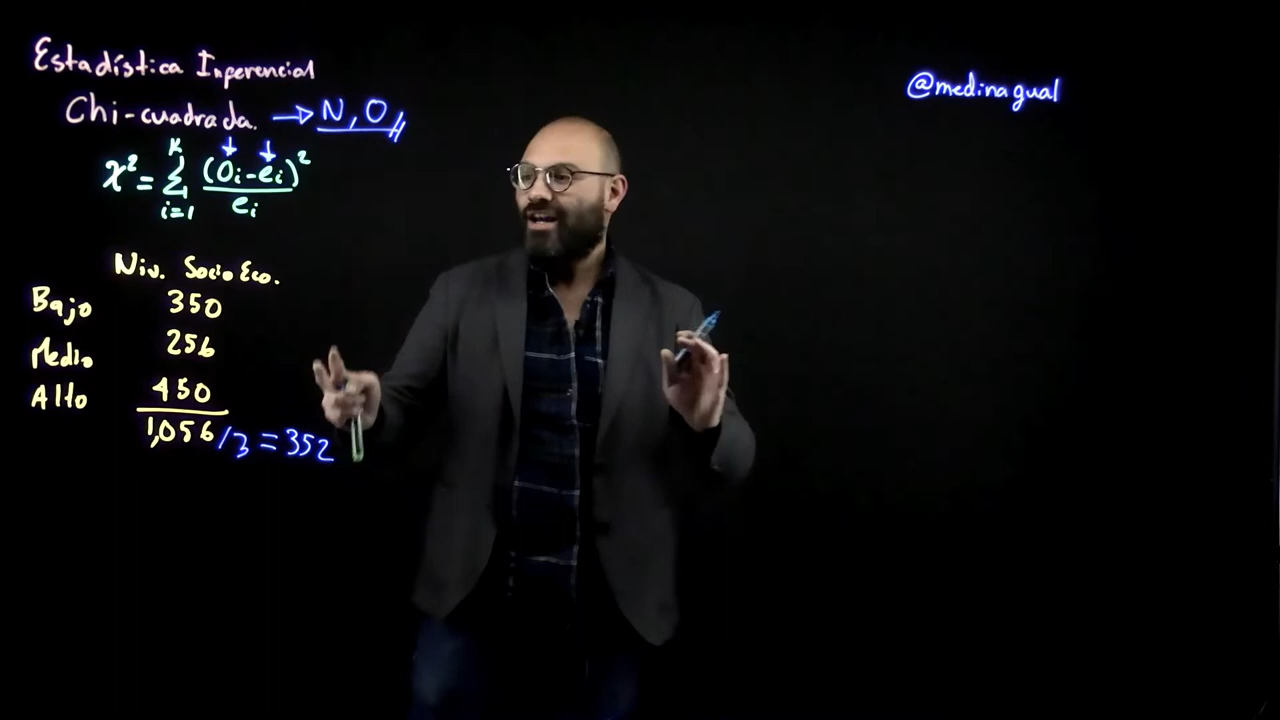 Estadística Inferencial
@medinagual
Chi-cuadrada. → N, O
χ² = Σ (Oi - ei)² / ei
K
i=1
Niv. Socio Eco.
Bajo 350
Medio 256
Alto 450
1,056 /3 = 352